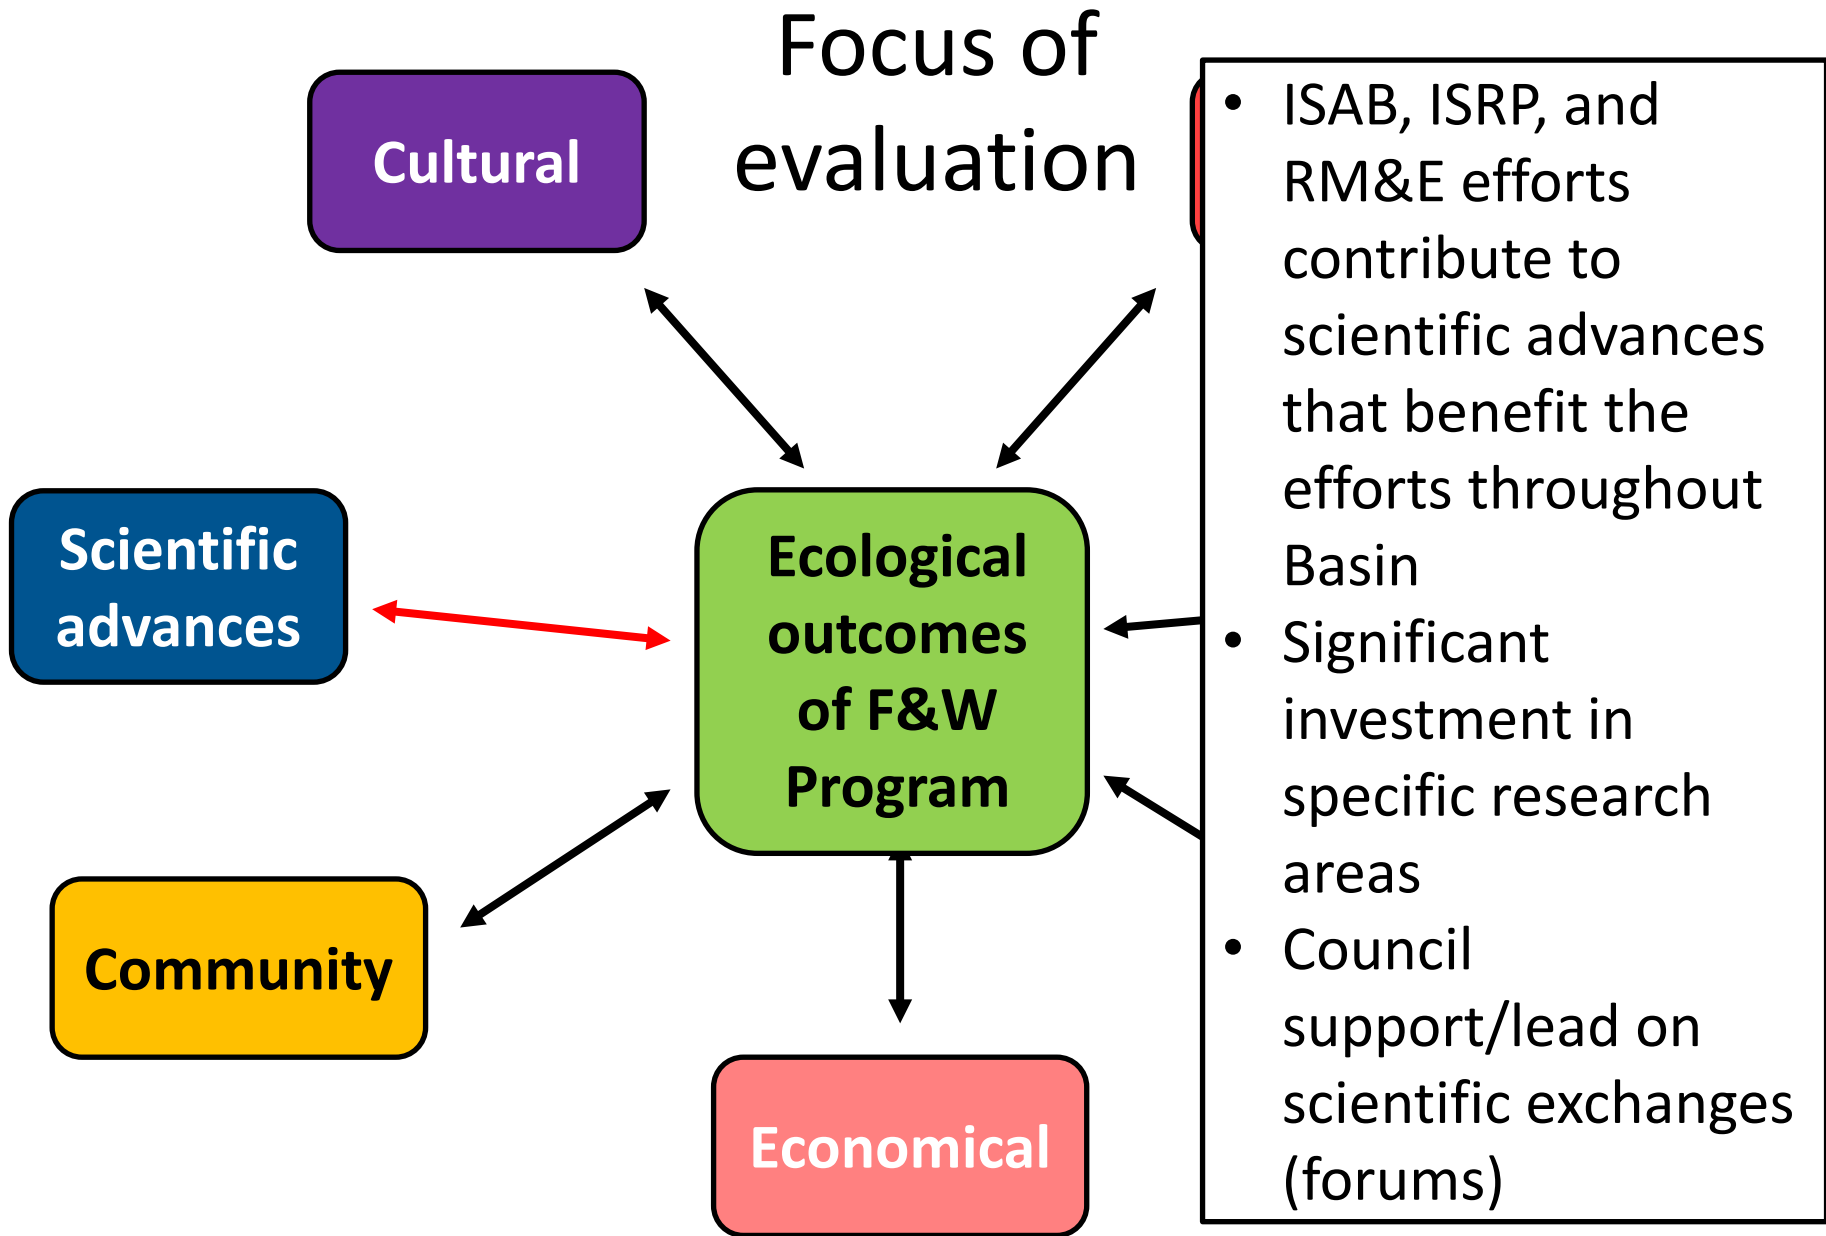 Focus of
evaluation
Cultural
Scientific
advances
Community
Ecological
outcomes
of F&W
Program
Economical
• ISAB, ISRP, and
RM&E efforts
contribute to
scientific advances
that benefit the
efforts throughout
Basin
• Significant
investment in
specific research
areas
• Council
support/lead on
scientific exchanges
(forums)